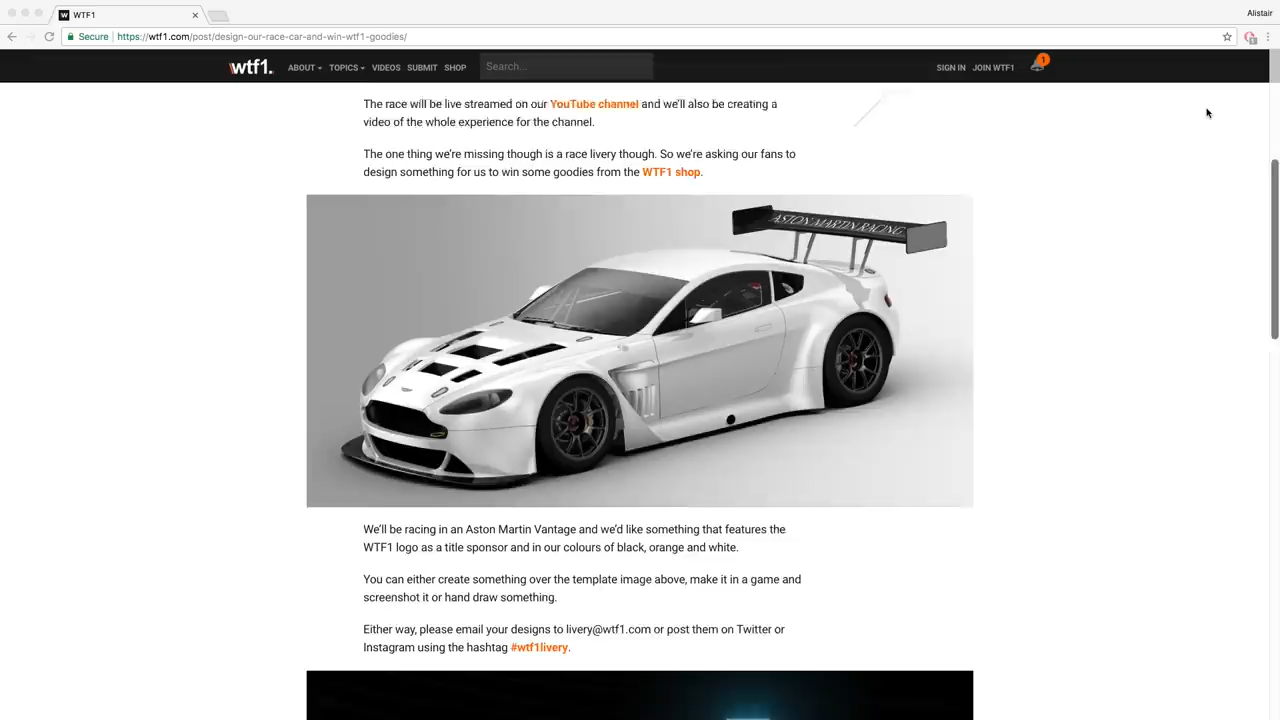 WTF1
Alistair
Secure https://wtf1.com/post/design-our-race-car-and-win-wtf1-goodies/
wtf1. ABOUT TOPICS VIDEOS SUBMIT SHOP Search... SIGN IN JOIN WTF1 1
The race will be live streamed on our YouTube channel and we'll also be creating a
video of the whole experience for the channel.
The one thing we're missing though is a race livery though. So we're asking our fans to
design something for us to win some goodies from the WTF1 shop.
ASTON MARTIN RACING
We'll be racing in an Aston Martin Vantage and we'd like something that features the
WTF1 logo as a title sponsor and in our colours of black, orange and white.
You can either create something over the template image above, make it in a game and
screenshot it or hand draw something.
Either way, please email your designs to livery@wtf1.com or post them on Twitter or
Instagram using the hashtag #wtf1livery.